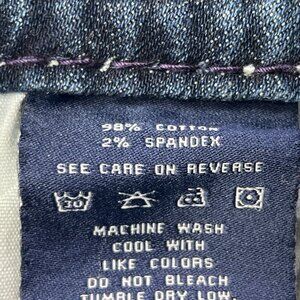 98% COTTON
2% SPANDEX
SEE CARE ON REVERSE
30
MACHINE WASH
COOL WITH
LIKE COLORS
DO NOT BLEACH
TUMBLE DRY LOW